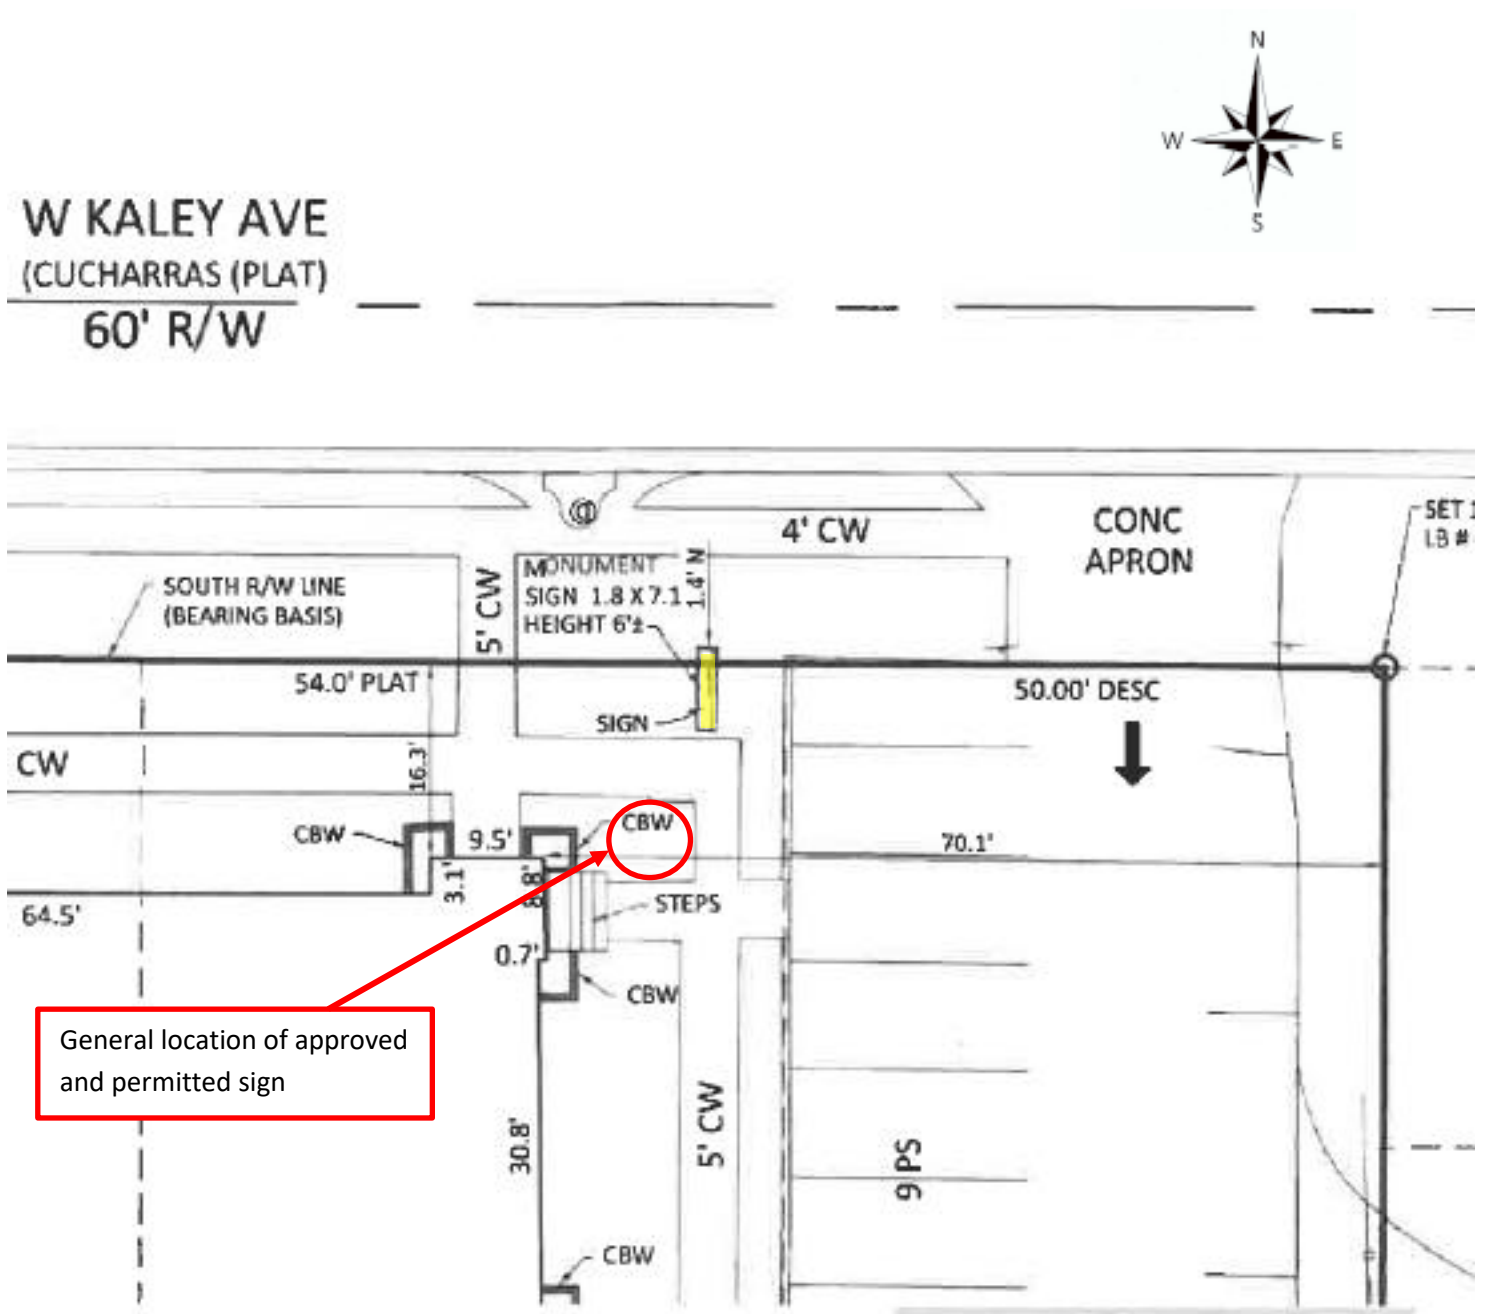 N
W E
S
W KALEY AVE
(CUCHARRAS (PLAT)
60' R/W
4' CW
CONC
APRON
SET
LB #
SOUTH R/W LINE
(BEARING BASIS)
5' CW
MONUMENT
SIGN 1.8 X 7.1
HEIGHT 6'±
1.4' N
54.0' PLAT
SIGN
50.00' DESC
CW
16.3'
CBW
9.5'
CBW
70.1'
3.1'
64.5'
STEPS
0.7'
CBW
General location of approved
and permitted sign
30.8'
5' CW
9 PS
CBW